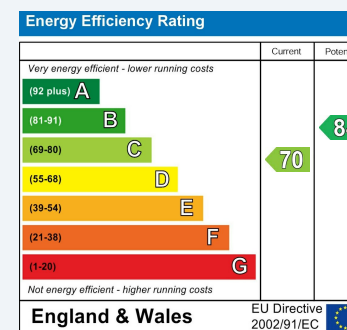 Energy Efficiency Rating
Current
Very energy efficient - lower running costs
(92 plus) A
(81-91) B
8
(69-80) C
70
(55-68) D
(39-54) E
(21-38) F
(1-20) G
Not energy efficient - higher running costs
England & Wales
EU Directive
2002/91/EC